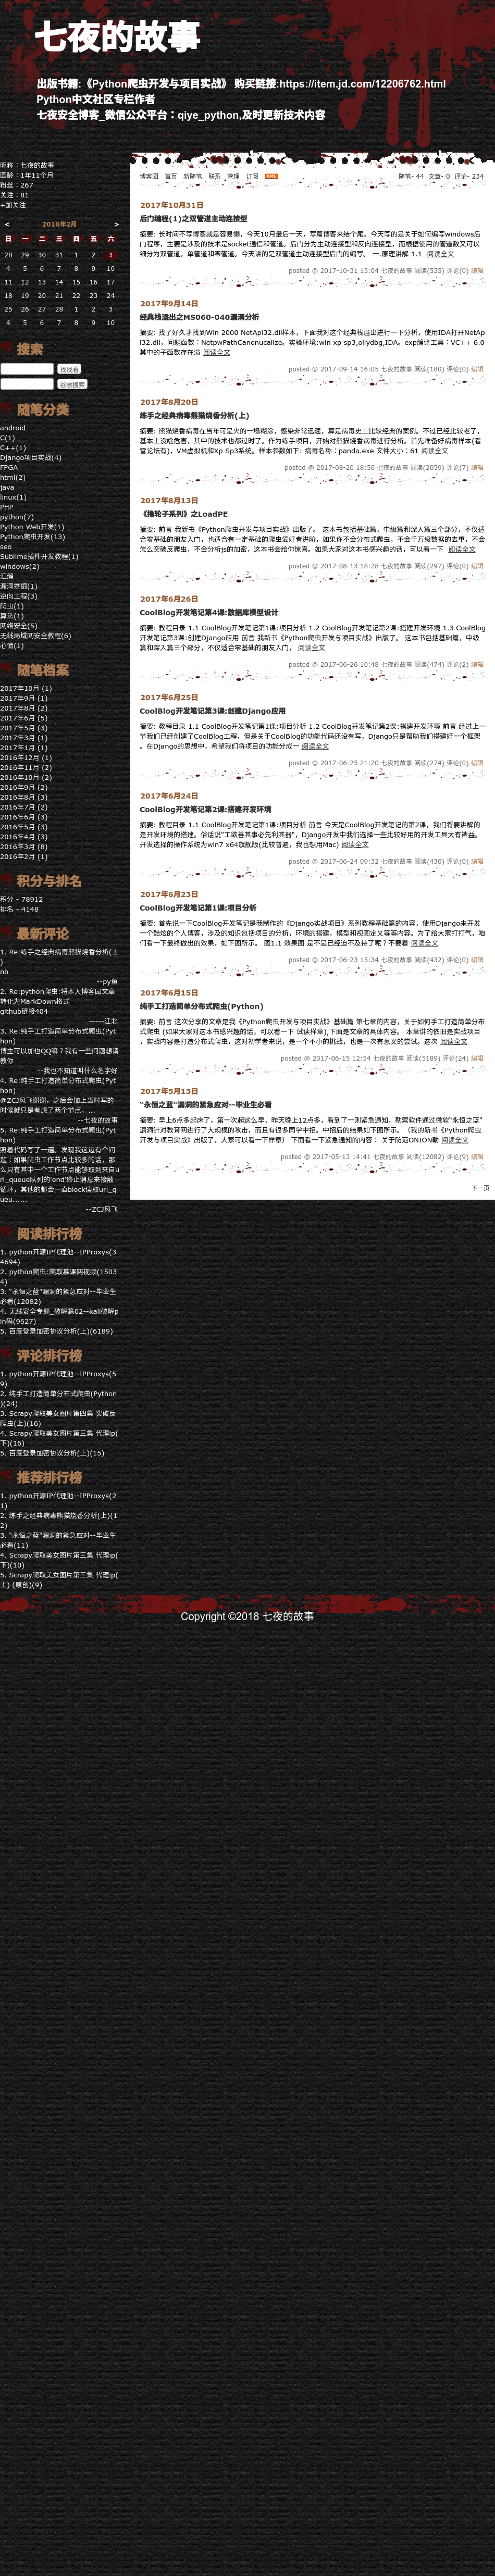 七夜的故事
出版书籍:《Python爬虫开发与项目实战》 购买链接:https://item.jd.com/12206762.html
Python中文社区专栏作者
七夜安全博客_微信公众平台：qiye_python,及时更新技术内容
昵称：七夜的故事
园龄：1年11个月
粉丝：267
关注：81
+加关注
< 2018年2月 >
日 一 二 三 四 五 六
28 29 30 31 1 2 3
4 5 6 7 8 9 10
11 12 13 14 15 16 17
18 19 20 21 22 23 24
25 26 27 28 1 2 3
4 5 6 7 8 9 10
搜索
找找看
谷歌搜索
随笔分类
android
C(1)
C++(1)
Django项目实战(4)
FPGA
html(2)
java
linux(1)
PHP
python(7)
Python Web开发(1)
Python爬虫开发(13)
seo
Sublime插件开发教程(1)
windows(2)
汇编
漏洞挖掘(1)
逆向工程(3)
爬虫(1)
算法(1)
网络安全(5)
无线局域网安全教程(6)
心情(1)
随笔档案
2017年10月 (1)
2017年9月 (1)
2017年8月 (2)
2017年6月 (5)
2017年5月 (3)
2017年3月 (1)
2017年1月 (1)
2016年12月 (1)
2016年11月 (2)
2016年10月 (2)
2016年9月 (2)
2016年8月 (3)
2016年7月 (2)
2016年6月 (3)
2016年5月 (3)
2016年4月 (3)
2016年3月 (8)
2016年2月 (1)
积分与排名
积分 - 78912
排名 - 4148
最新评论
1. Re:练手之经典病毒熊猫烧香分析(上
)
nb
--py鱼
2. Re:python爬虫:将本人博客园文章
转化为MarkDown格式
github链接404
-----江北
3. Re:纯手工打造简单分布式爬虫(Pyt
hon)
博主可以加也QQ嘛？我有一些问题想请
教你
--我也不知道叫什么名字好
4. Re:纯手工打造简单分布式爬虫(Pyt
hon)
@ZCJ风飞谢谢，之后会加上当时写的
时候就只是考虑了两个节点，...
--七夜的故事
5. Re:纯手工打造简单分布式爬虫(Pyt
hon)
照着代码写了一遍。发现我这边有个问
题：如果爬虫工作节点比较多的话，那
么只有其中一个工作节点能够取到来自u
rl_queue队列的'end'终止消息来接触
循环，其他的都会一直block读取url_q
ueu......
--ZCJ风飞
阅读排行榜
1. python开源IP代理池--IPProxys(3
4694)
2. python爬虫:爬取慕课网视频(1503
4)
3. "永恒之蓝"漏洞的紧急应对--毕业生
必看(12082)
4. 无线安全专题_破解篇02--kali破解p
in码(9627)
5. 百度登录加密协议分析(上)(6189)
评论排行榜
1. python开源IP代理池--IPProxys(5
9)
2. 纯手工打造简单分布式爬虫(Python
)(24)
3. Scrapy爬取美女图片第四集 突破反
爬虫(上)(16)
4. Scrapy爬取美女图片第三集 代理ip(
下)(16)
5. 百度登录加密协议分析(上)(15)
推荐排行榜
1. python开源IP代理池--IPProxys(2
1)
2. 练手之经典病毒熊猫烧香分析(上)(1
2)
3. "永恒之蓝"漏洞的紧急应对--毕业生
必看(11)
4. Scrapy爬取美女图片第三集 代理ip(
下)(10)
5. Scrapy爬取美女图片第三集 代理ip(
上) (原创)(9)
博客园 首页 新随笔 联系 管理 订阅 XML
随笔- 44 文章- 0 评论- 234
2017年10月31日
后门编程(1)之双管道主动连接型
摘要: 长时间不写博客就是容易懒，今天10月最后一天，写篇博客来结个尾。今天写的是关于如何编写windows后
门程序，主要是涉及的技术是socket通信和管道。后门分为主动连接型和反向连接型，而根据使用的管道数又可以
细分为双管道，单管道和零管道。今天讲的是双管道主动连接型后门的编写。 一.原理讲解 1.1 阅读全文
posted @ 2017-10-31 13:04 七夜的故事 阅读(535) 评论(0) 编辑
2017年9月14日
经典栈溢出之MS060-040漏洞分析
摘要: 找了好久才找到Win 2000 NetApi32.dll样本，下面我对这个经典栈溢出进行一下分析，使用IDA打开NetAp
i32.dll，问题函数：NetpwPathCanonucalize。实验环境:win xp sp3,ollydbg,IDA。exp编译工具：VC++ 6.0
其中的子函数存在溢 阅读全文
posted @ 2017-09-14 16:05 七夜的故事 阅读(180) 评论(0) 编辑
2017年8月20日
练手之经典病毒熊猫烧香分析(上)
摘要: 熊猫烧香病毒在当年可是火的一塌糊涂，感染非常迅速，算是病毒史上比较经典的案例。不过已经比较老了，
基本上没啥危害，其中的技术也都过时了。作为练手项目，开始对熊猫烧香病毒进行分析。首先准备好病毒样本(看
雪论坛有)，VM虚拟机和Xp Sp3系统。样本参数如下: 病毒名称：panda.exe 文件大小：61 阅读全文
posted @ 2017-08-20 18:50 七夜的故事 阅读(2059) 评论(7) 编辑
2017年8月13日
《撸轮子系列》之LoadPE
摘要: 前言 我新书《Python爬虫开发与项目实战》出版了。 这本书包括基础篇，中级篇和深入篇三个部分，不仅适
合零基础的朋友入门，也适合有一定基础的爬虫爱好者进阶，如果你不会分布式爬虫，不会千万级数据的去重，不会
怎么突破反爬虫，不会分析js的加密，这本书会给你惊喜。如果大家对这本书感兴趣的话，可以看一下 阅读全文
posted @ 2017-08-13 18:28 七夜的故事 阅读(297) 评论(0) 编辑
2017年6月26日
CoolBlog开发笔记第4课:数据库模型设计
摘要: 教程目录 1.1 CoolBlog开发笔记第1课:项目分析 1.2 CoolBlog开发笔记第2课:搭建开发环境 1.3 CoolBl
og开发笔记第3课:创建Django应用 前言 我新书《Python爬虫开发与项目实战》出版了。 这本书包括基础篇，中级
篇和深入篇三个部分，不仅适合零基础的朋友入门， 阅读全文
posted @ 2017-06-26 10:48 七夜的故事 阅读(474) 评论(2) 编辑
2017年6月25日
CoolBlog开发笔记第3课:创建Django应用
摘要: 教程目录 1.1 CoolBlog开发笔记第1课:项目分析 1.2 CoolBlog开发笔记第2课:搭建开发环境 前言 经过上一
节我们已经创建了CoolBlog工程，但是关于CoolBlog的功能代码还没有写，Django只是帮助我们搭建好一个框架
。在Django的思想中，希望我们将项目的功能分成一 阅读全文
posted @ 2017-06-25 21:20 七夜的故事 阅读(274) 评论(0) 编辑
2017年6月24日
CoolBlog开发笔记第2课:搭建开发环境
摘要: 教程目录 1.1 CoolBlog开发笔记第1课:项目分析 前言 今天是CoolBlog开发笔记的第2课，我们将要讲解的
是开发环境的搭建。俗话说"工欲善其事必先利其器"，Django开发中我们选择一些比较好用的开发工具大有裨益。
开发选择的操作系统为win7 x64旗舰版(比较普遍，我也想用Mac) 阅读全文
posted @ 2017-06-24 09:32 七夜的故事 阅读(436) 评论(0) 编辑
2017年6月23日
CoolBlog开发笔记第1课:项目分析
摘要: 首先说一下CoolBlog开发笔记是我制作的《Django实战项目》系列教程基础篇的内容，使用Django来开发
一个酷炫的个人博客，涉及的知识包括项目的分析，环境的搭建，模型和视图定义等等内容。为了给大家打打气，咱
们看一下最终做出的效果，如下图所示。 图1.1 效果图 是不是已经迫不及待了呢？不要着 阅读全文
posted @ 2017-06-23 15:34 七夜的故事 阅读(432) 评论(0) 编辑
2017年6月15日
纯手工打造简单分布式爬虫(Python)
摘要: 前言 这次分享的文章是我《Python爬虫开发与项目实战》基础篇 第七章的内容，关于如何手工打造简单分布
式爬虫 (如果大家对这本书感兴趣的话，可以看一下 试读样章),下面是文章的具体内容。 本章讲的依旧是实战项目
，实战内容是打造分布式爬虫，这对初学者来说，是一个不小的挑战，也是一次有意义的尝试。这次 阅读全文
posted @ 2017-06-15 12:54 七夜的故事 阅读(5189) 评论(24) 编辑
2017年5月13日
"永恒之蓝"漏洞的紧急应对--毕业生必看
摘要: 早上6点多起床了，第一次起这么早，昨天晚上12点多，看到了一则紧急通知，勒索软件通过微软"永恒之蓝"
漏洞针对教育网进行了大规模的攻击，而且有很多同学中招。中招后的结果如下图所示。（我的新书《Python爬虫
开发与项目实战》出版了，大家可以看一下样章） 下面看一下紧急通知的内容： 关于防范ONION勒 阅读全文
posted @ 2017-05-13 14:41 七夜的故事 阅读(12082) 评论(9) 编辑
下一页
Copyright ©2018 七夜的故事